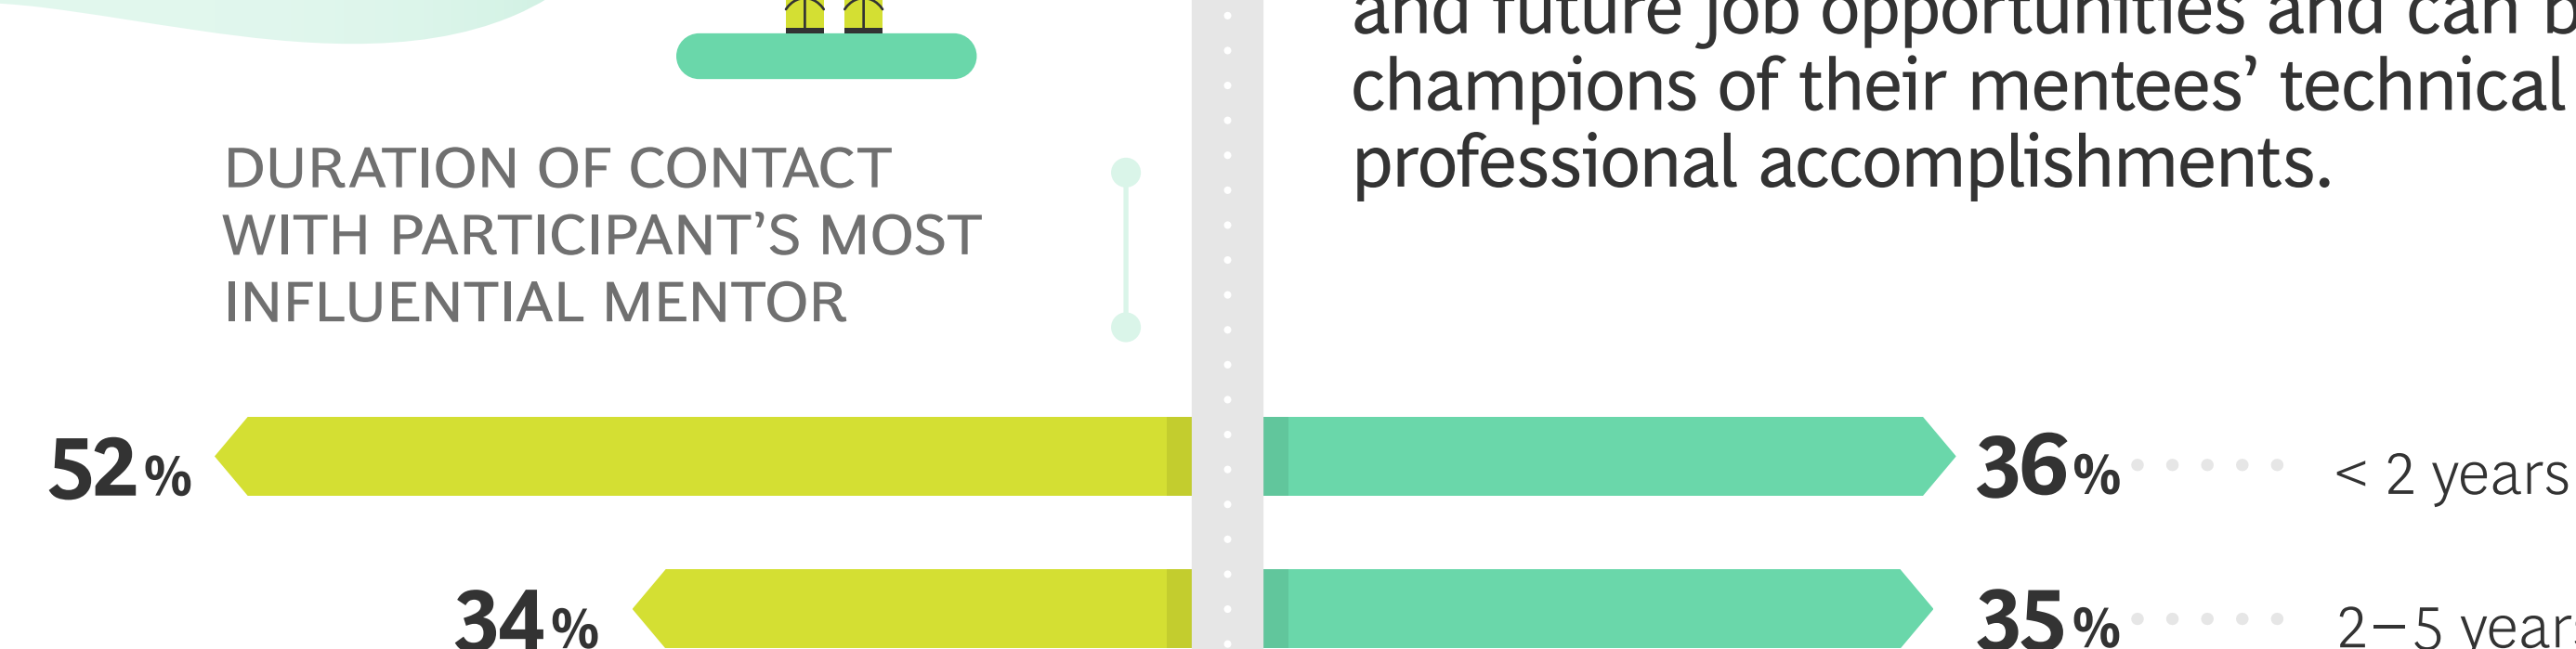 and future job opportunities and can
champions of their mentees’ technical
professional accomplishments.
DURATION OF CONTACT
WITH PARTICIPANT’S MOST
INFLUENTIAL MENTOR
52% 36% < 2 years
34% 35% 2–5 years